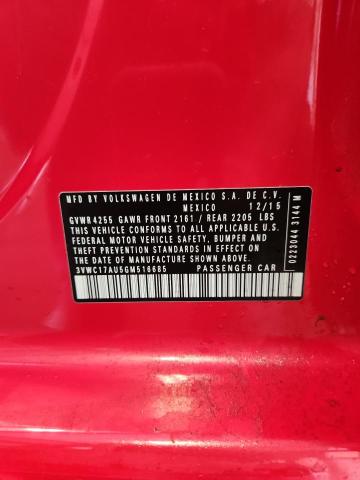 MFD BY VOLKSWAGEN DE MEXICO S.A. DE C.V.
MEXICO 12/15
GVWR 4255 GAWR FRONT 2161 / REAR 2205 LBS
THIS VEHICLE CONFORMS TO ALL APPLICABLE U.S.
FEDERAL MOTOR VEHICLE SAFETY, BUMPER AND
THEFT PREVENTION STANDARDS IN EFFECT ON
THE DATE OF MANUFACTURE SHOWN ABOVE.
3VWC17AU5GM516685 PASSENGER CAR
0223044 3144 M